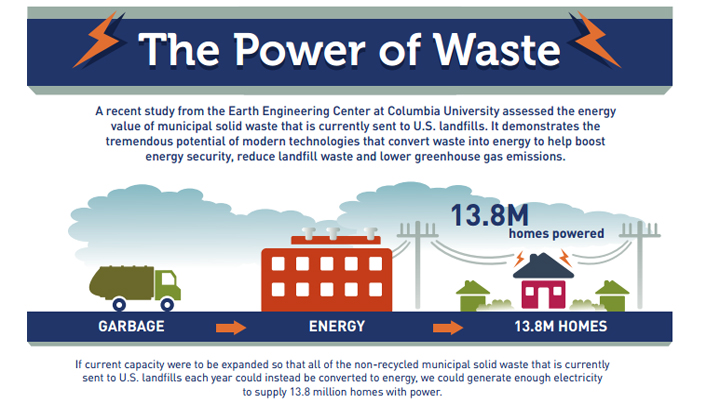 The Power of Waste
A recent study from the Earth Engineering Center at Columbia University assessed the energy
value of municipal solid waste that is currently sent to U.S. landfills. It demonstrates the
tremendous potential of modern technologies that convert waste into energy to help boost
energy security, reduce landfill waste and lower greenhouse gas emissions.
13.8M
homes powered
GARBAGE
ENERGY
13.8M HOMES
If current capacity were to be expanded so that all of the non-recycled municipal solid waste that is currently
sent to U.S. landfills each year could instead be converted to energy, we could generate enough electricity
to supply 13.8 million homes with power.